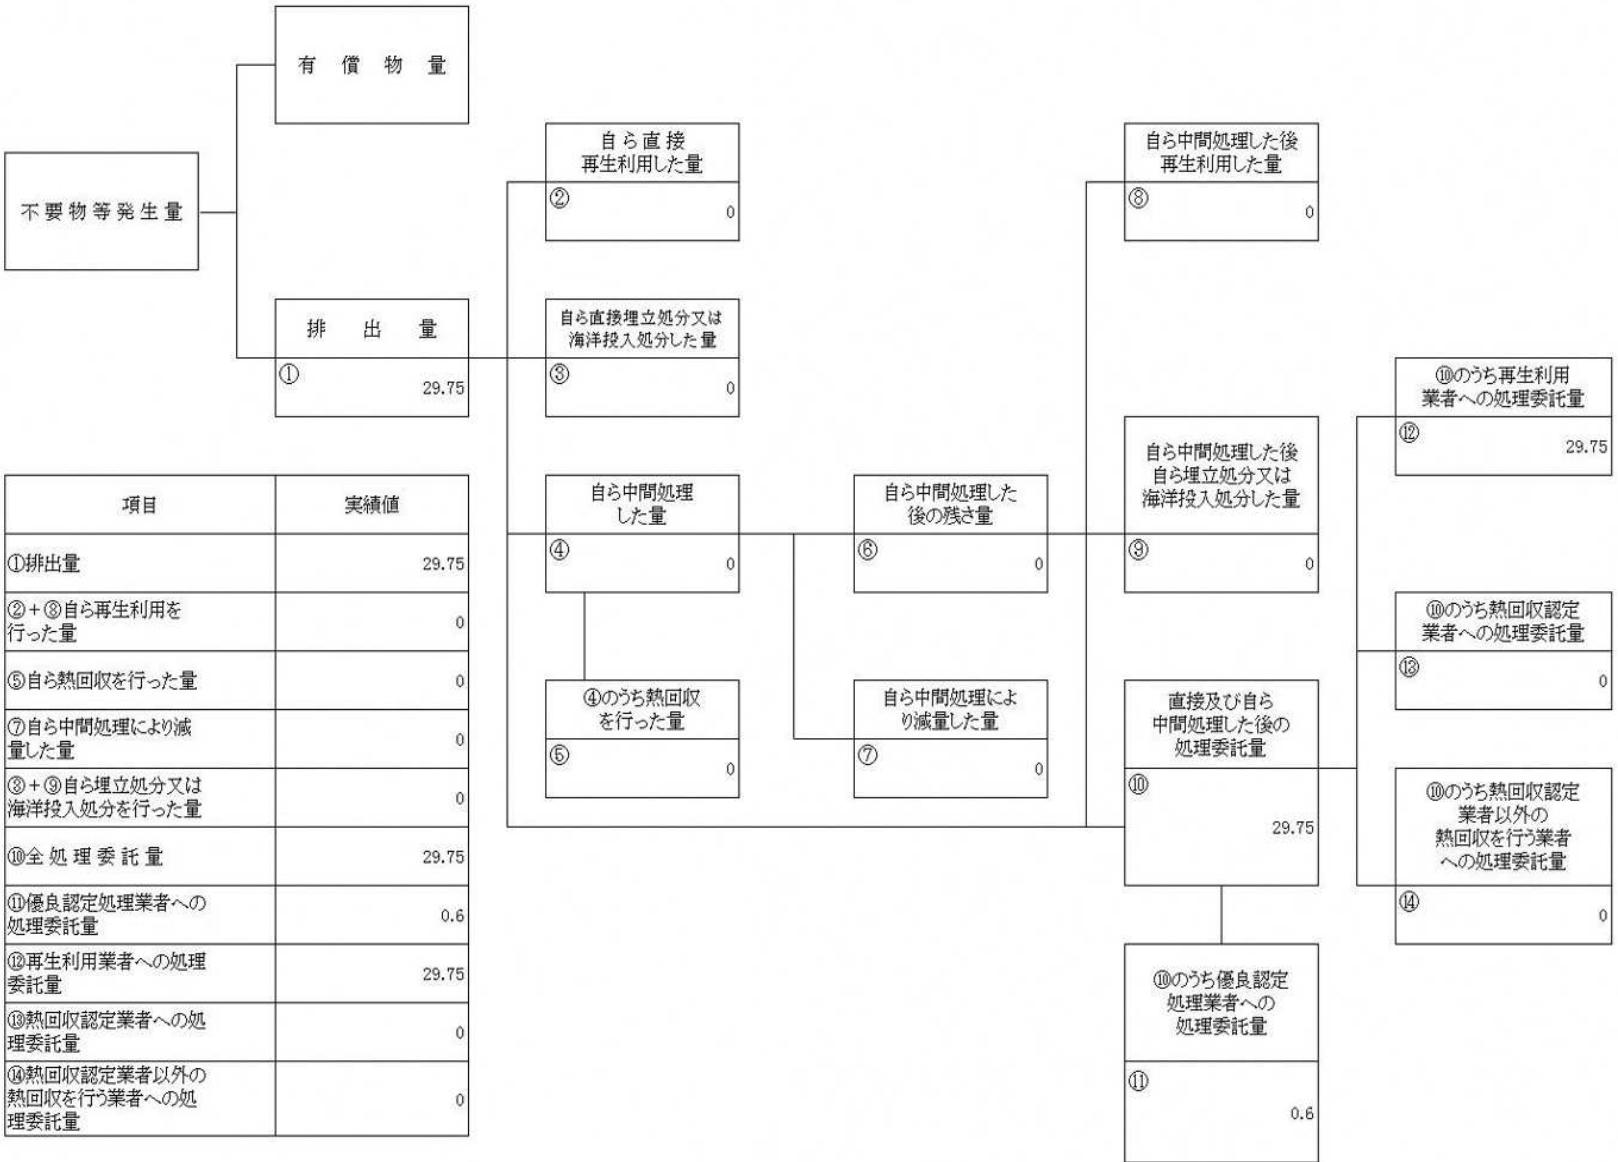 有償物量
不要物等発生量
排出量
①
29.75
自ら直接
再生利用した量
②
0
自ら直接埋立処分又は
海洋投入処分した量
③
0
自ら中間処理
した量
④
0
④のうち熱回収
を行った量
⑤
0
自ら中間処理した
後の残さ量
⑥
0
自ら中間処理によ
り減量した量
⑦
0
自ら中間処理した後
再生利用した量
⑧
0
自ら中間処理した後
自ら埋立処分又は
海洋投入処分した量
⑨
0
直接及び自ら
中間処理した後の
処理委託量
⑩
29.75
⑩のうち優良認定
処理業者への
処理委託量
⑪
0.6
⑩のうち再生利用
業者への処理委託量
⑫
29.75
⑩のうち熱回収認定
業者への処理委託量
⑬
0
⑩のうち熱回収認定
業者以外の
熱回収を行う業者
への処理委託量
⑭
0
項目 実績値
①排出量 29.75
②+⑧自ら再生利用を
行った量 0
⑤自ら熱回収を行った量 0
⑦自ら中間処理により減
量した量 0
③+⑨自ら埋立処分又は
海洋投入処分を行った量 0
⑩全処理委託量 29.75
⑪優良認定処理業者への
処理委託量 0.6
⑫再生利用業者への処理
委託量 29.75
⑬熱回収認定業者への処
理委託量 0
⑭熱回収認定業者以外の
熱回収を行う業者への処
理委託量 0